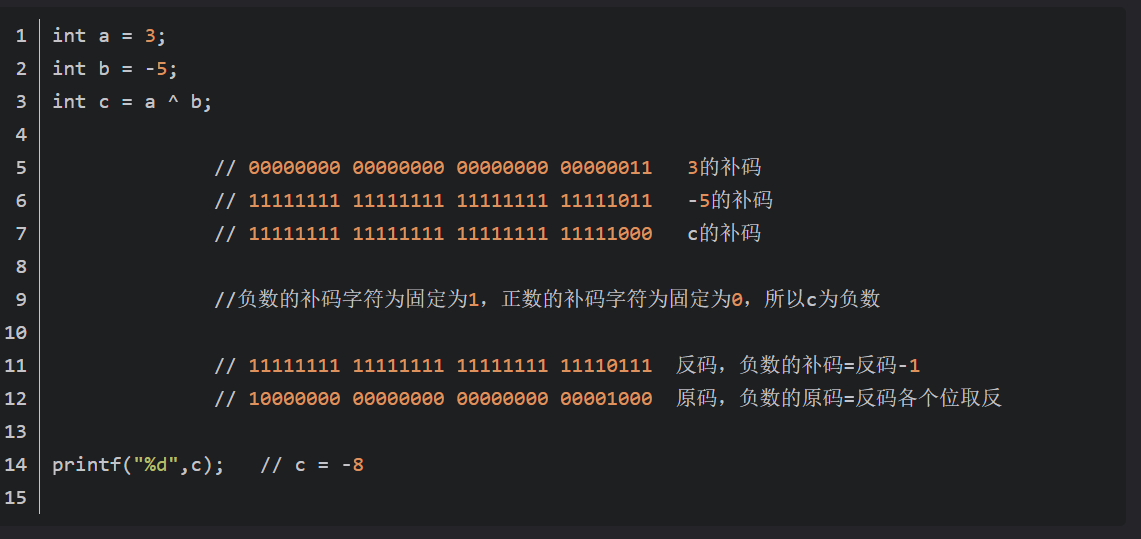 1 int a = 3;
2 int b = -5;
3 int c = a ^ b;
4
5 // 00000000 00000000 00000000 00000011 3的补码
6 // 11111111 11111111 11111111 11111011 -5的补码
7 // 11111111 11111111 11111111 11111000 c的补码
8
9 //负数的补码字符为固定为1，正数的补码字符为固定为0，所以c为负数
10
11 // 11111111 11111111 11111111 11110111 反码，负数的补码=反码-1
12 // 10000000 00000000 00000000 00001000 原码，负数的原码=反码各个位取反
13
14 printf("%d",c); // c = -8
15